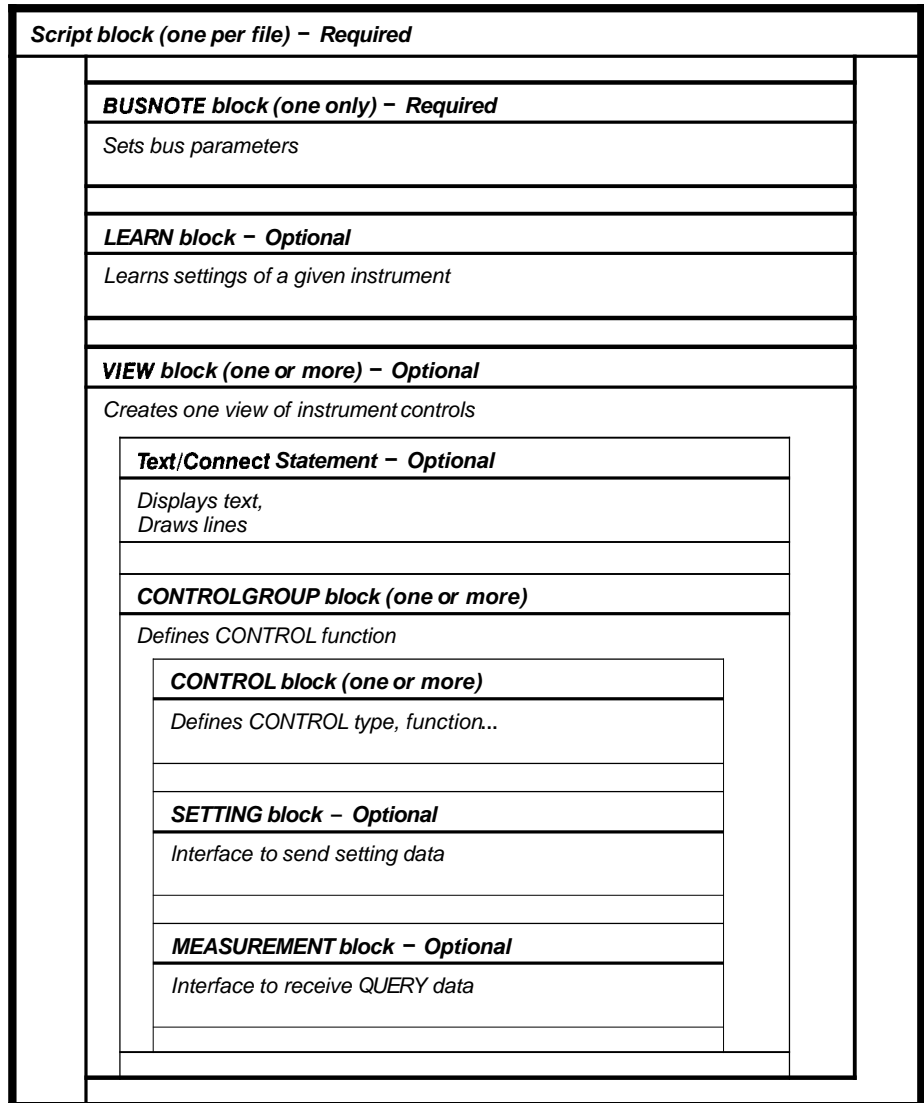 Script block (one per file) − Required
BUSNOTE block (one only) − Required
Sets bus parameters
LEARN block − Optional
Learns settings of a given instrument
VIEW block (one or more) − Optional
Creates one view of instrument controls
Text/Connect Statement − Optional
Displays text,
Draws lines
CONTROLGROUP block (one or more)
Defines CONTROL function
CONTROL block (one or more)
Defines CONTROL type, function...
SETTING block – Optional
Interface to send setting data
MEASUREMENT block − Optional
Interface to receive QUERY data